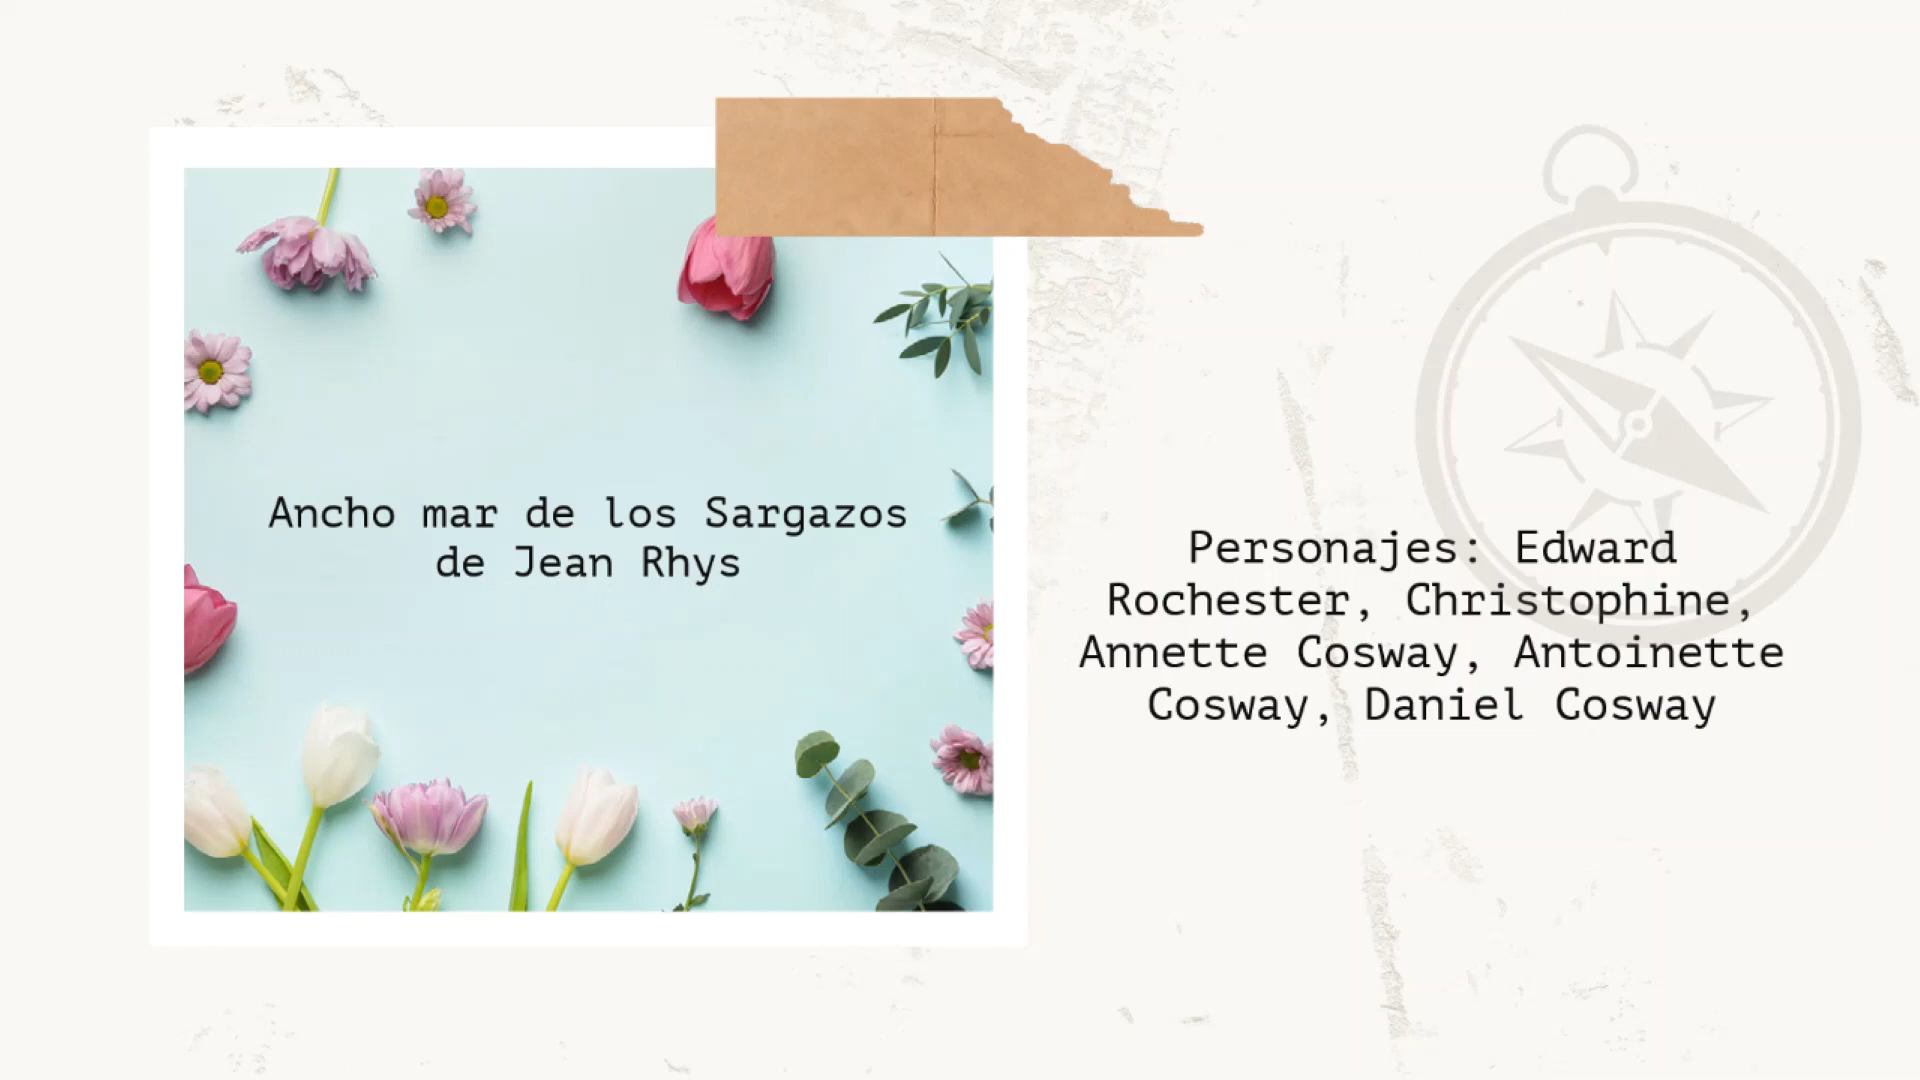 Ancho mar de los Sargazos
de Jean Rhys
Personajes: Edward
Rochester, Christophine,
Annette Cosway, Antoinette
Cosway, Daniel Cosway